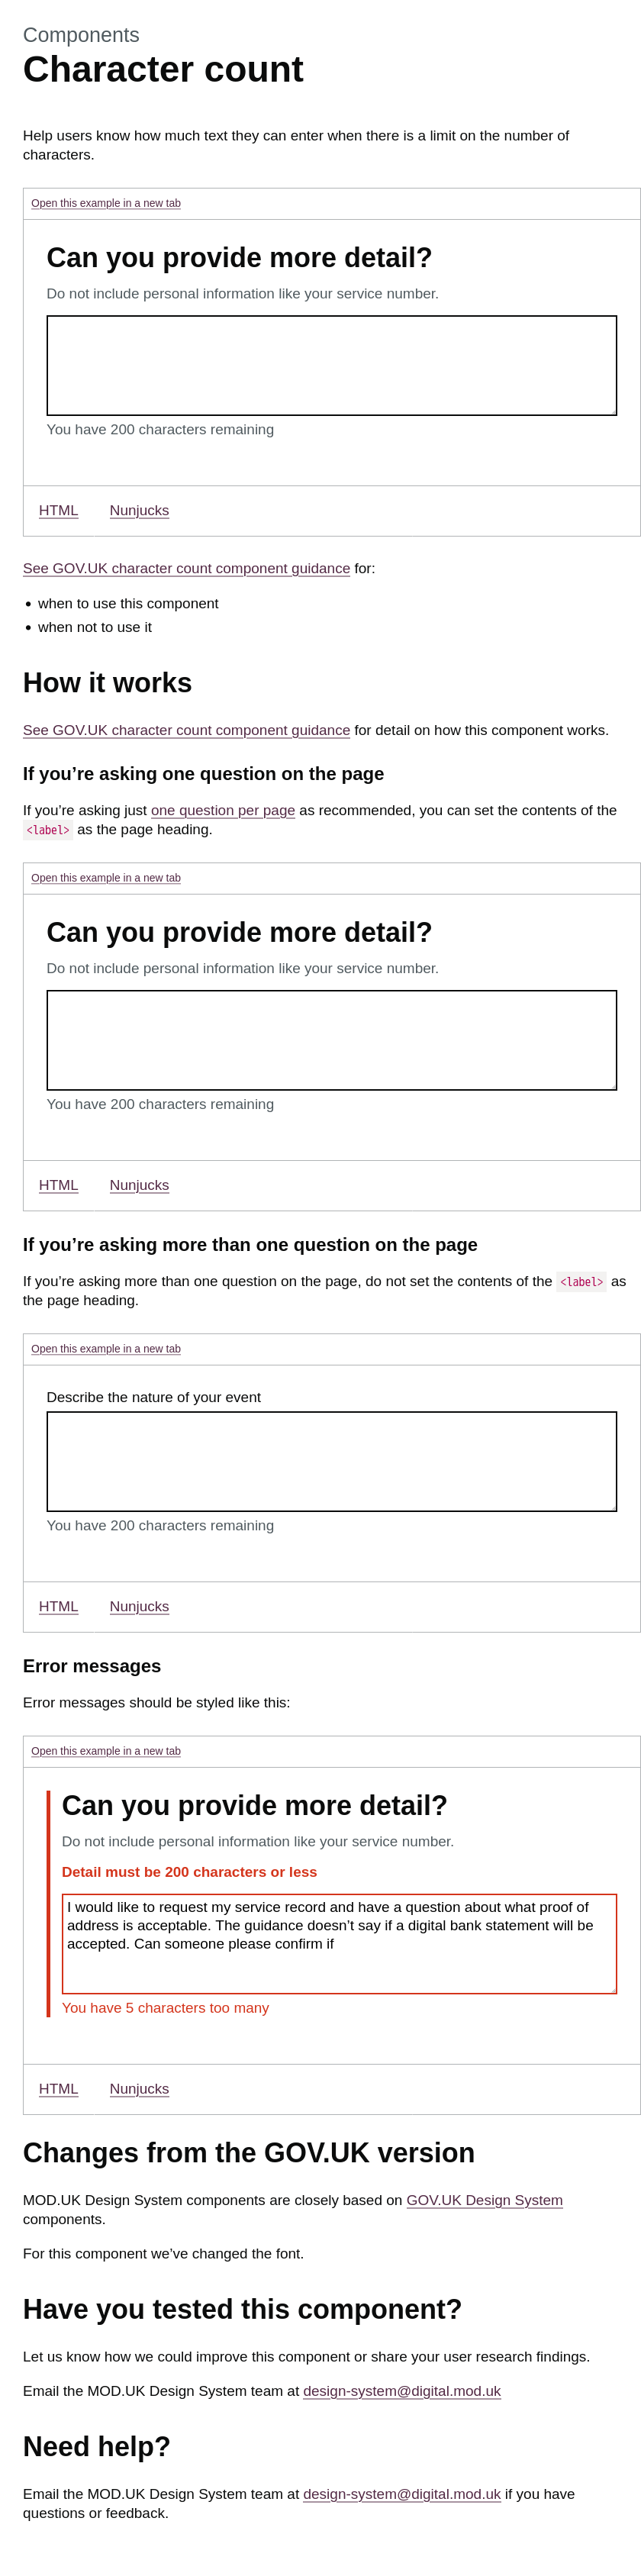 Components
Character count
Help users know how much text they can enter when there is a limit on the number of
characters.
Open this example in a new tab
Can you provide more detail?
Do not include personal information like your service number.
You have 200 characters remaining
HTML Nunjucks
See GOV.UK character count component guidance for:
• when to use this component
• when not to use it
How it works
See GOV.UK character count component guidance for detail on how this component works.
If you’re asking one question on the page
If you’re asking just one question per page as recommended, you can set the contents of the
<label> as the page heading.
Open this example in a new tab
Can you provide more detail?
Do not include personal information like your service number.
You have 200 characters remaining
HTML Nunjucks
If you’re asking more than one question on the page
If you’re asking more than one question on the page, do not set the contents of the <label> as
the page heading.
Open this example in a new tab
Describe the nature of your event
You have 200 characters remaining
HTML Nunjucks
Error messages
Error messages should be styled like this:
Open this example in a new tab
Can you provide more detail?
Do not include personal information like your service number.
Detail must be 200 characters or less
I would like to request my service record and have a question about what proof of
address is acceptable. The guidance doesn’t say if a digital bank statement will be
accepted. Can someone please confirm if
You have 5 characters too many
HTML Nunjucks
Changes from the GOV.UK version
MOD.UK Design System components are closely based on GOV.UK Design System
components.
For this component we’ve changed the font.
Have you tested this component?
Let us know how we could improve this component or share your user research findings.
Email the MOD.UK Design System team at design-system@digital.mod.uk
Need help?
Email the MOD.UK Design System team at design-system@digital.mod.uk if you have
questions or feedback.